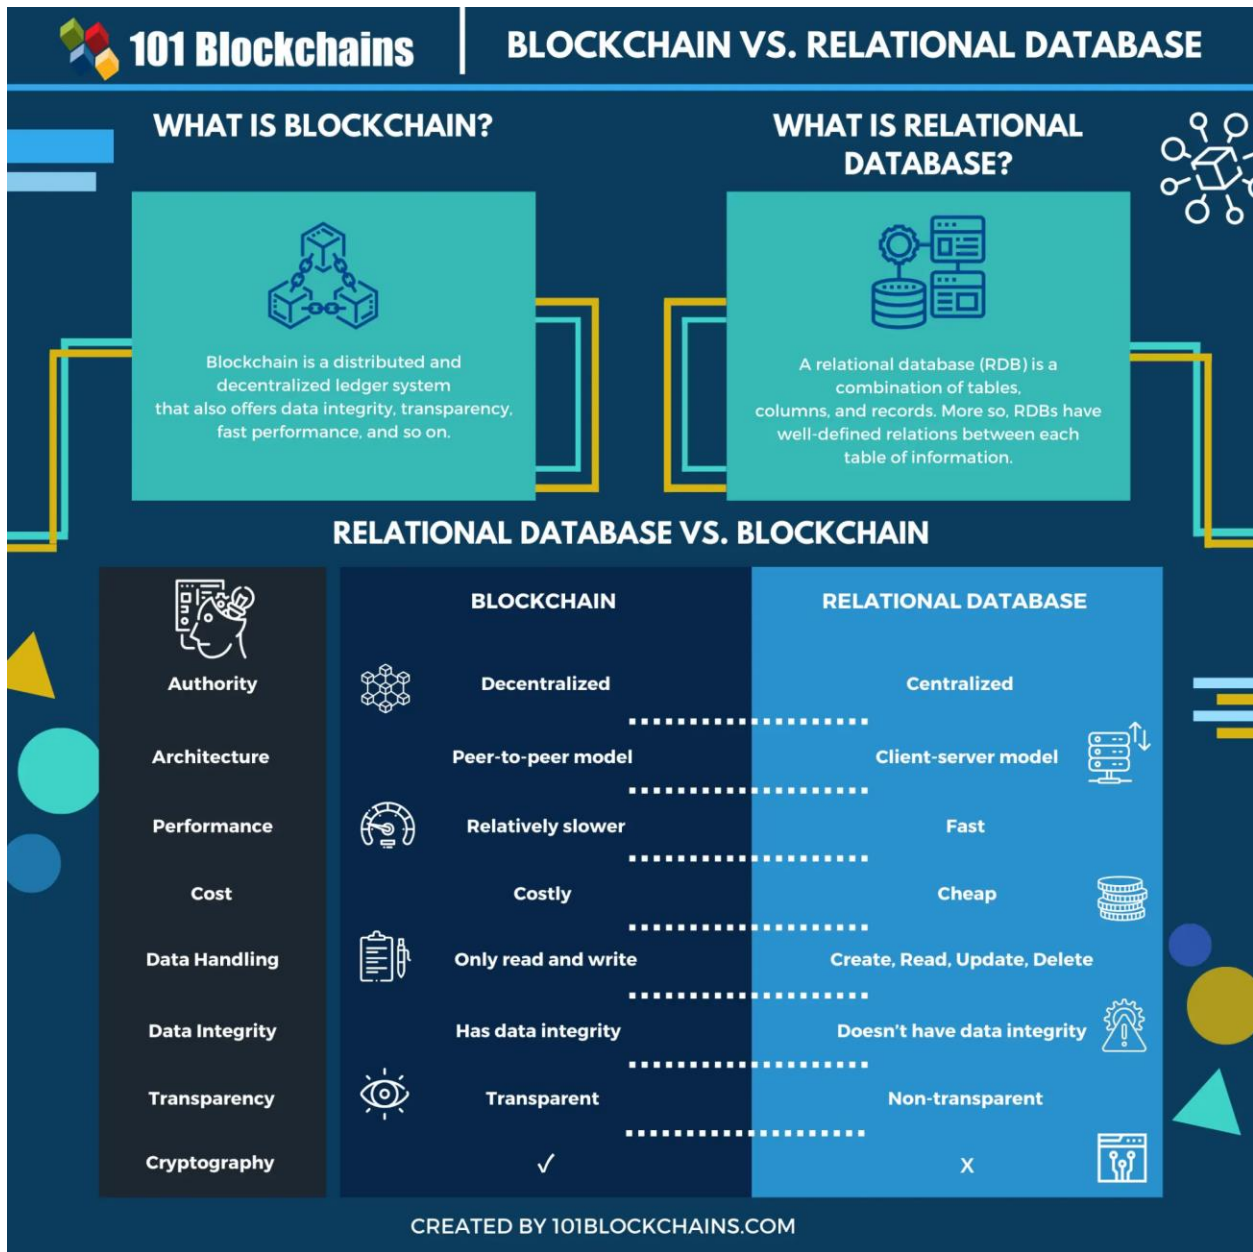 101 Blockchains
BLOCKCHAIN VS. RELATIONAL DATABASE
WHAT IS BLOCKCHAIN?
Blockchain is a distributed and
decentralized ledger system
that also offers data integrity, transparency,
fast performance, and so on.
WHAT IS RELATIONAL
DATABASE?
A relational database (RDB) is a
combination of tables,
columns, and records. More so, RDBs have
well-defined relations between each
table of information.
RELATIONAL DATABASE VS. BLOCKCHAIN
BLOCKCHAIN RELATIONAL DATABASE
Authority Decentralized Centralized
Architecture Peer-to-peer model Client-server model
Performance Relatively slower Fast
Cost Costly Cheap
Data Handling Only read and write Create, Read, Update, Delete
Data Integrity Has data integrity Doesn't have data integrity
Transparency Transparent Non-transparent
Cryptography ✓ X
CREATED BY 101BLOCKCHAINS.COM